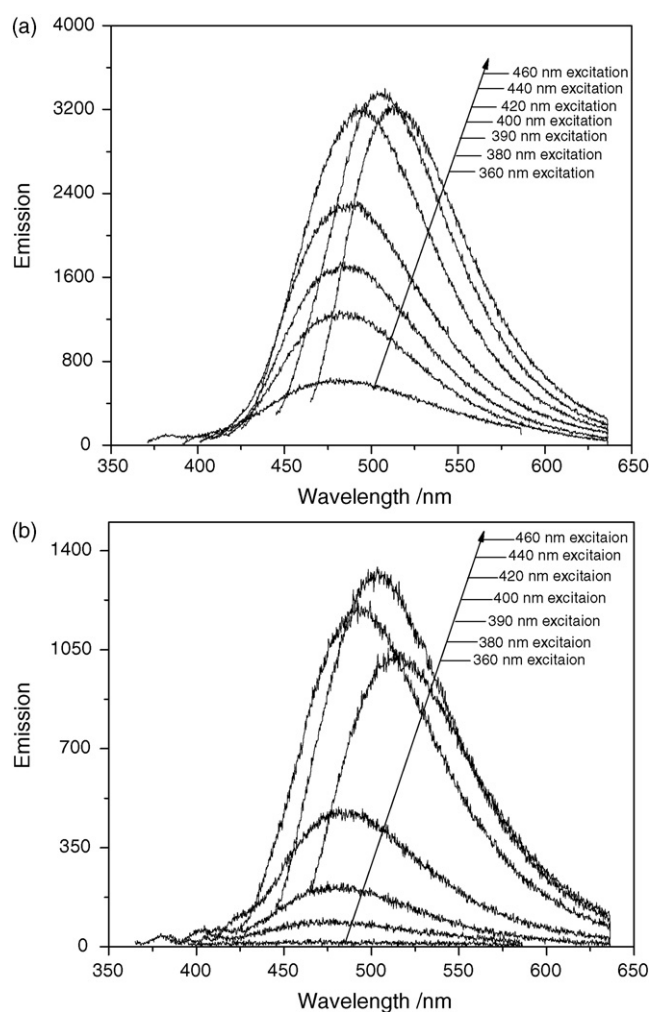 (a)
4000
3200
2400
1600
800
0
Emission
460 nm excitation
440 nm excitation
420 nm excitation
400 nm excitation
390 nm excitation
380 nm excitation
360 nm excitation
350 400 450 500 550 600 650
Wavelength /nm
(b)
1400
1050
700
350
0
Emission
460 nm excitaion
440 nm excitaion
420 nm excitaion
400 nm excitaion
390 nm excitaion
380 nm excitaion
360 nm excitaion
350 400 450 500 550 600 650
Wavelength /nm